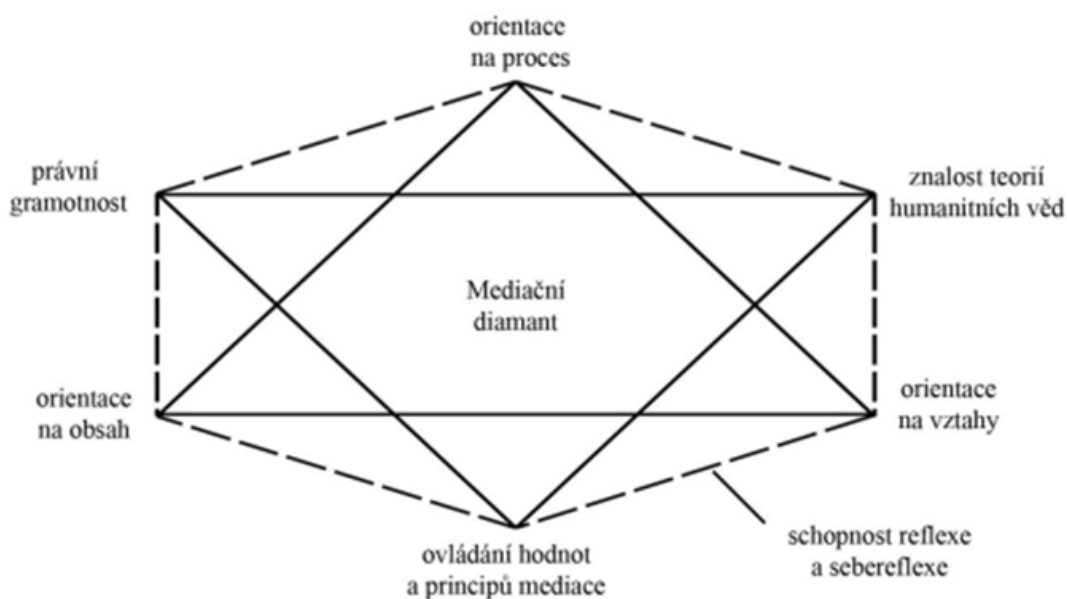 orientace
na proces
právní
gramotnost
znalost teorií
humanitních věd
Mediační
diamant
orientace
na obsah
orientace
na vztahy
ovládání hodnot
a principů mediace
schopnost reflexe
a sebereflexe